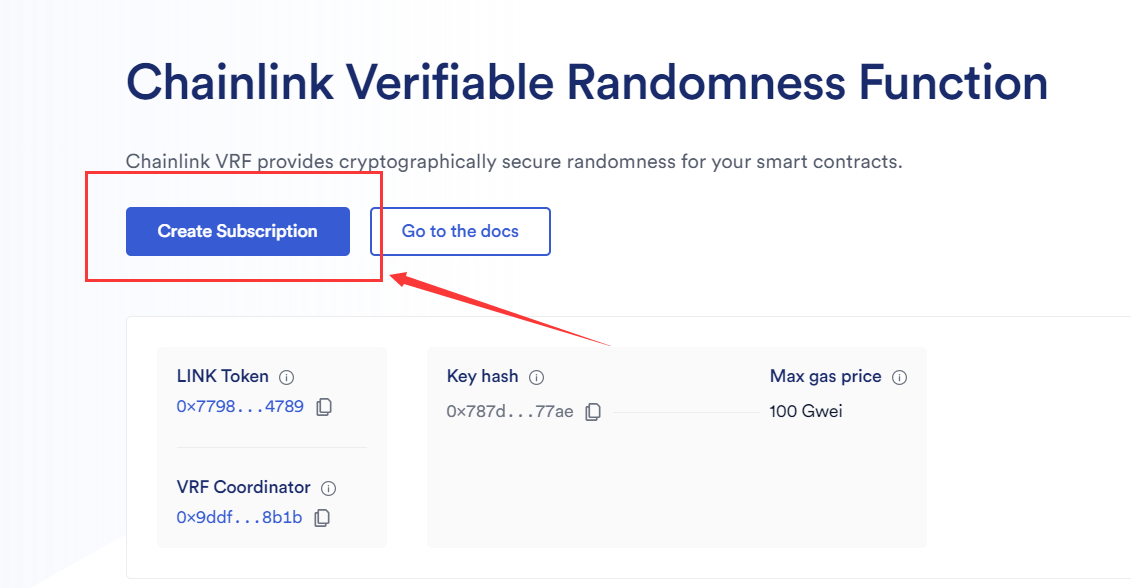 Chainlink Verifiable Randomness Function
Chainlink VRF provides cryptographically secure randomness for your smart contracts.
Create Subscription
Go to the docs
LINK Token
0x7798...4789
VRF Coordinator
0x9ddf...8b1b
Key hash
0x787d...77ae
Max gas price
100 Gwei